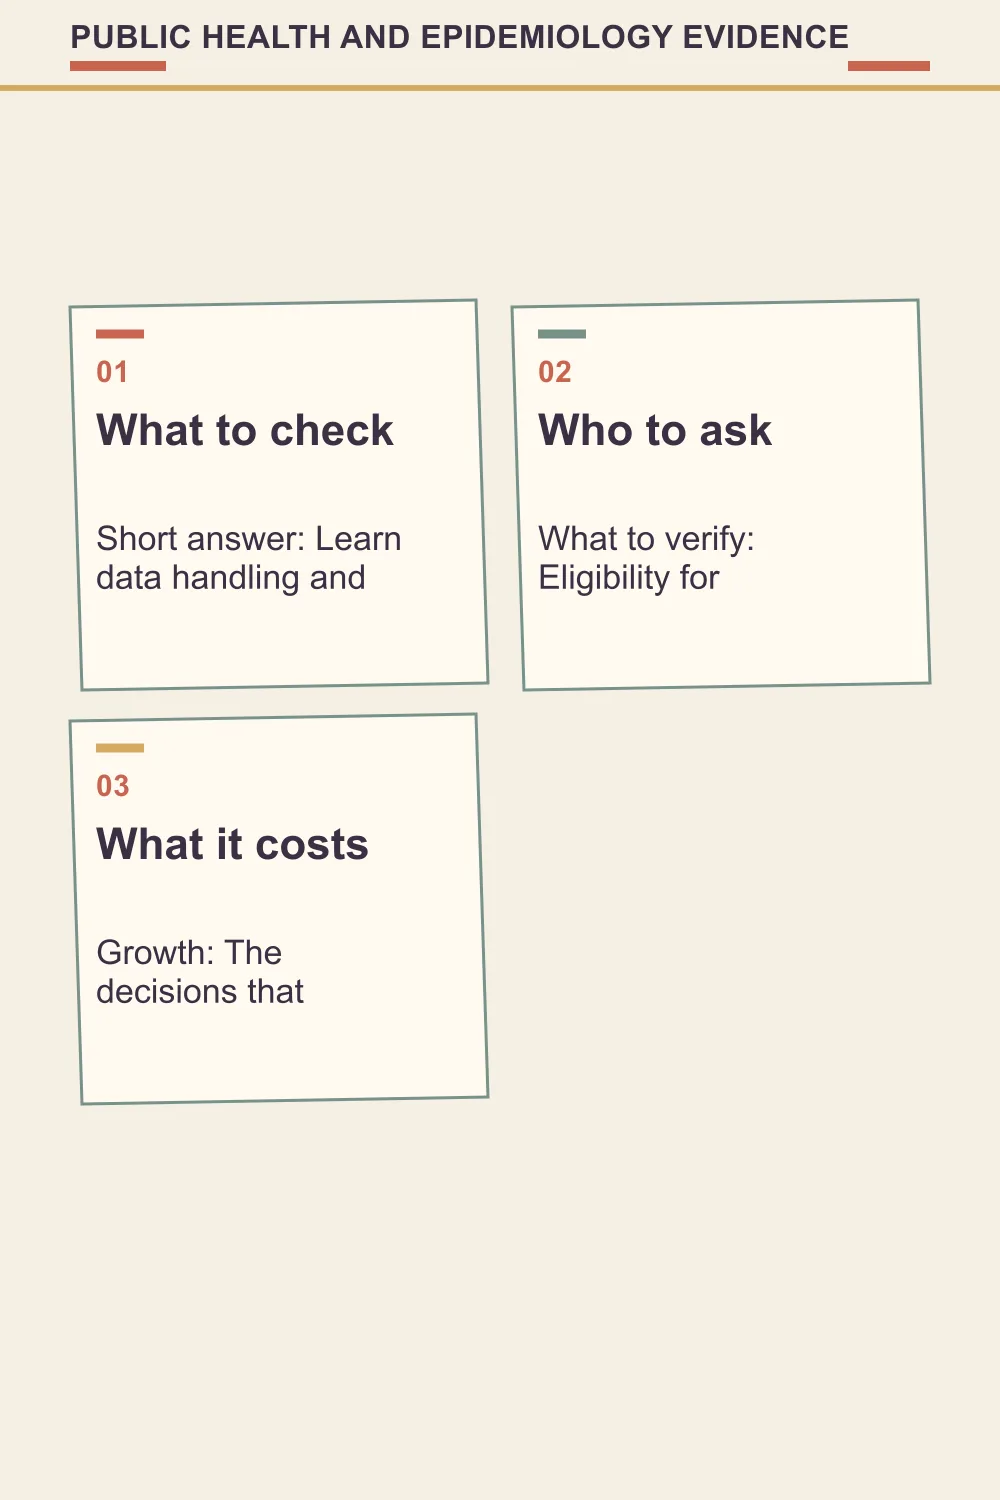 PUBLIC HEALTH AND EPIDEMIOLOGY EVIDENCE
01
What to check
Short answer: Learn
data handling and
02
Who to ask
What to verify:
Eligibility for
03
What it costs
Growth: The
decisions that